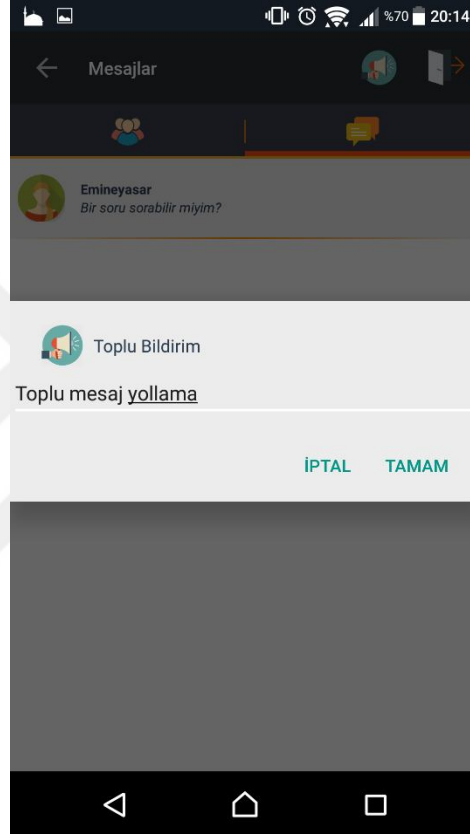 %70 20:14
Mesajlar
Emineyasar
Bir soru sorabilir miyim?
Toplu Bildirim
Toplu mesaj yollama
İPTAL TAMAM